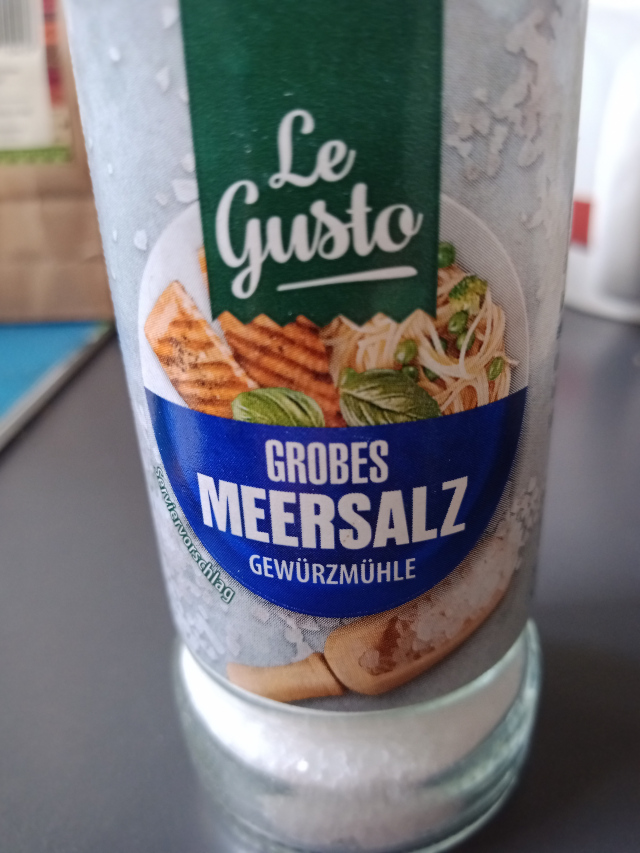 Le
Gusto
GROBES
MEERSALZ
GEWÜRZMÜHLE
Serviervorschlag